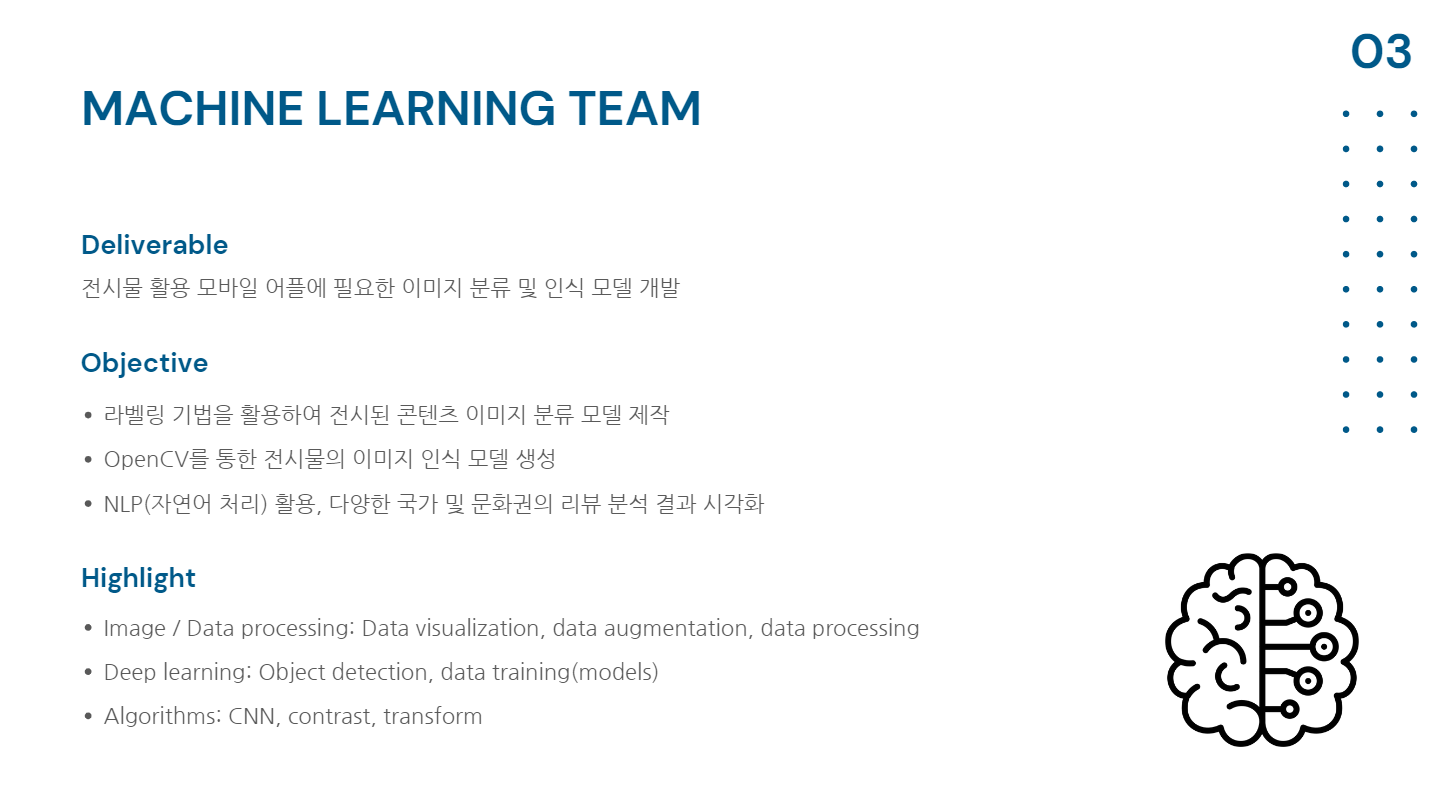 03
MACHINE LEARNING TEAM
Deliverable
전시물 활용 모바일 어플에 필요한 이미지 분류 및 인식 모델 개발
Objective
• 라벨링 기법을 활용하여 전시된 콘텐츠 이미지 분류 모델 제작
• OpenCV를 통한 전시물의 이미지 인식 모델 생성
• NLP(자연어 처리) 활용, 다양한 국가 및 문화권의 리뷰 분석 결과 시각화
Highlight
• Image / Data processing: Data visualization, data augmentation, data processing
• Deep learning: Object detection, data training(models)
• Algorithms: CNN, contrast, transform